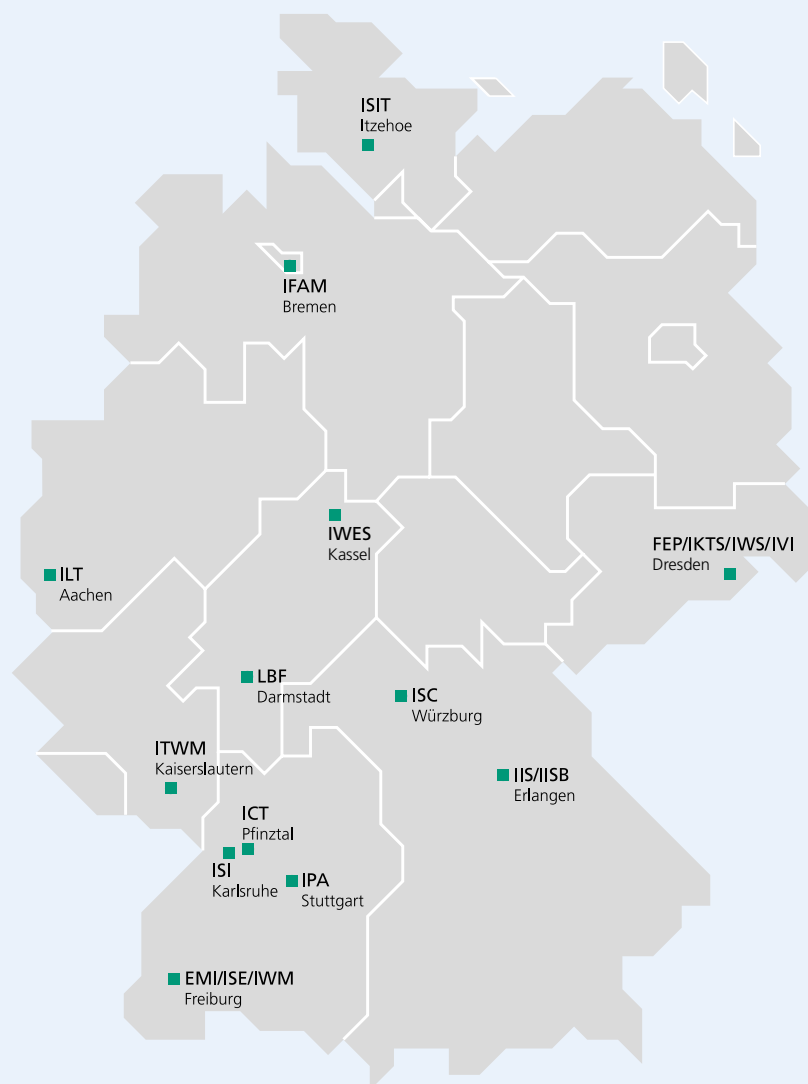 ISIT
Itzehoe
IFAM
Bremen
IWES
Kassel
FEP/IKTS/IWS/IVI
Dresden
ILT
Aachen
LBF
Darmstadt
ISC
Würzburg
ITWM
Kaiserslautern
IIS/IISB
Erlangen
ICT
Pfinztal
ISI
Karlsruhe
IPA
Stuttgart
EMI/ISE/IWM
Freiburg